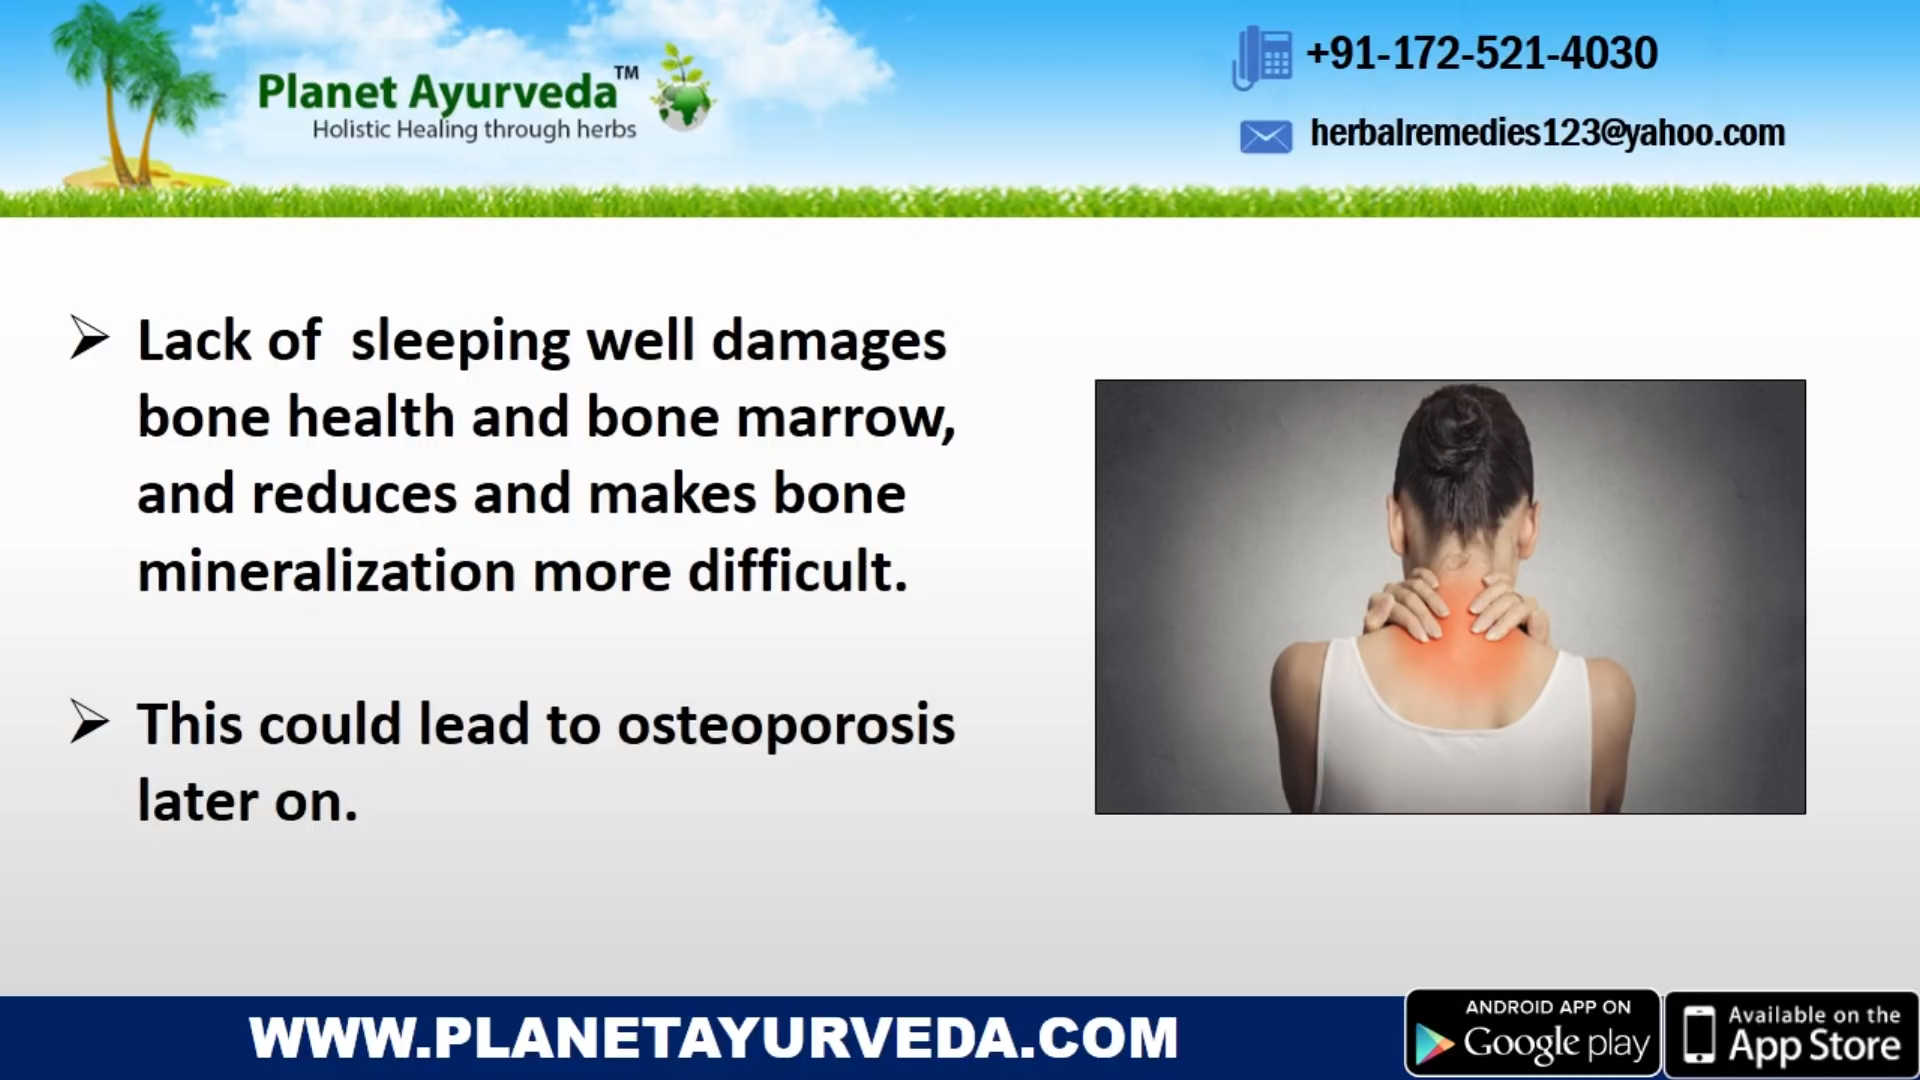 Planet Ayurveda™
Holistic Healing through herbs
+91-172-521-4030
herbalremedies123@yahoo.com
➢ Lack of  sleeping well damages
bone health and bone marrow,
and reduces and makes bone
mineralization more difficult.
➢ This could lead to osteoporosis
later on.
WWW.PLANETAYURVEDA.COM
ANDROID APP ON
Google play
Available on the
App Store